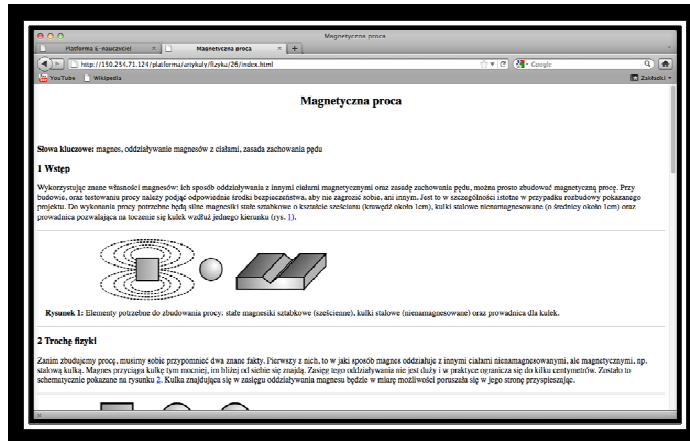 Magnetyczna proca
Platforma E-nauczyciel
Magnetyczna proca
http://150.254.71.124/platforma/artykuly/fizyka/26/index.html
Google
YouTube
Wikipedia
Zakładki
Magnetyczna proca
Słowa kluczowe: magnes, oddziaływanie magnesów z ciałami, zasada zachowania pędu
1 Wstęp
Wykorzystując znane własności magnesów: ich sposób oddziaływania z innymi ciałami magnetycznymi oraz zasadę zachowania pędu, można prosto zbudować magnetyczną procę. Przy
budowie, oraz testowaniu procy należy podjąć odpowiednie środki bezpieczeństwa, aby nie zagrozić sobie, ani innym. Jest to w szczególności istotne w przypadku rozbudowy pokazanego
projektu. Do wykonania procy potrzebne będą silne magnesiki stałe sztabkowe o kształcie sześcianu (krawędź około 1cm), kulki stalowe nienamagnesowane (o średnicy około 1cm) oraz
prowadnica pozwalająca na toczenie się kulek wzdłuż jednego kierunku (rys. 1).
Rysunek 1: Elementy potrzebne do zbudowania procy: stałe magnesiki sztabkowe (sześcienne), kulki stalowe (nienamagnesowane) oraz prowadnica dla kulek.
2 Trochę fizyki
Zanim zbudujemy procę, musimy sobie przypomnieć dwa znane fakty. Pierwszy z nich, to w jaki sposób magnes oddziałuje z innymi ciałami nienamagnesowanymi, ale magnetycznymi, np.
stalową kulką. Magnes przyciąga kulkę tym mocniej, im bliżej od siebie się znajdą. Zasięg tego oddziaływania nie jest duży i w praktyce ogranicza się do kilku centymetrów. Zostało to
schematycznie pokazane na rysunku 2. Kulka znajdująca się w zasięgu oddziaływania magnesu będzie w miarę możliwości poruszała się w jego stronę przyspieszając.